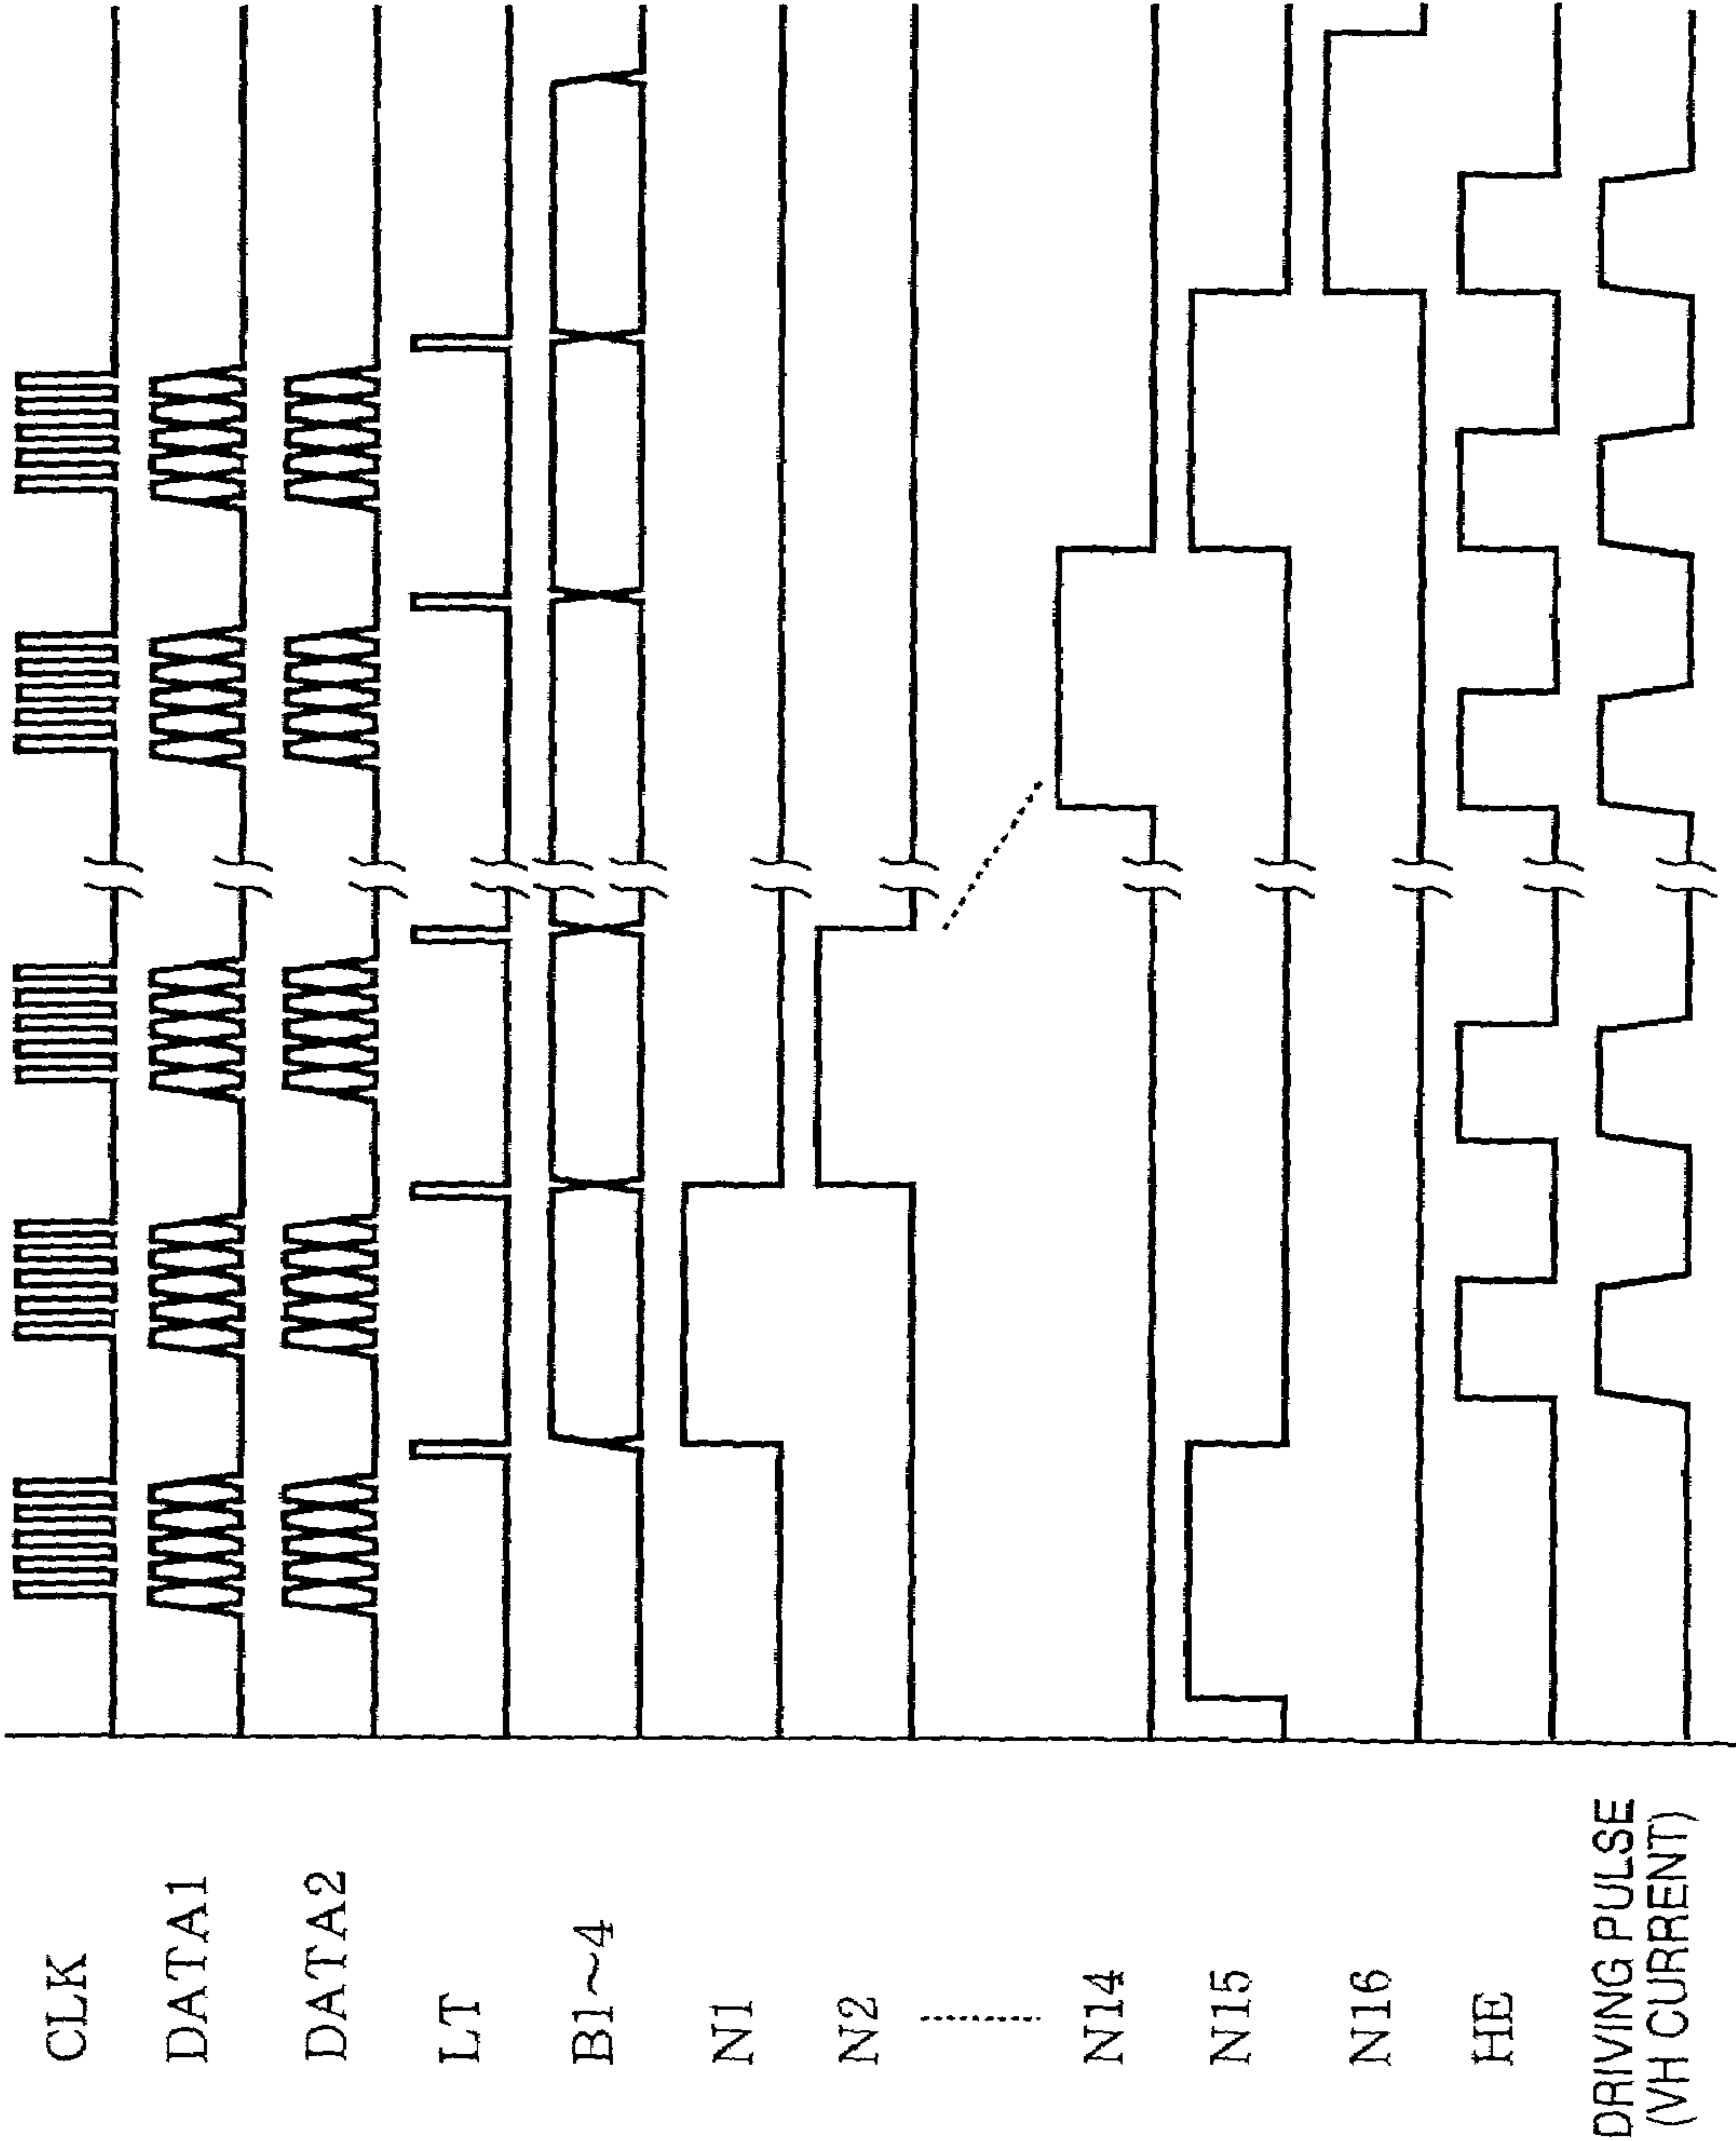 CLK
DATA1
DATA2
LT
B1~4
N1
N2
N14
N15
N16
HE
DRIVING PULSE
(VH CURRENT)